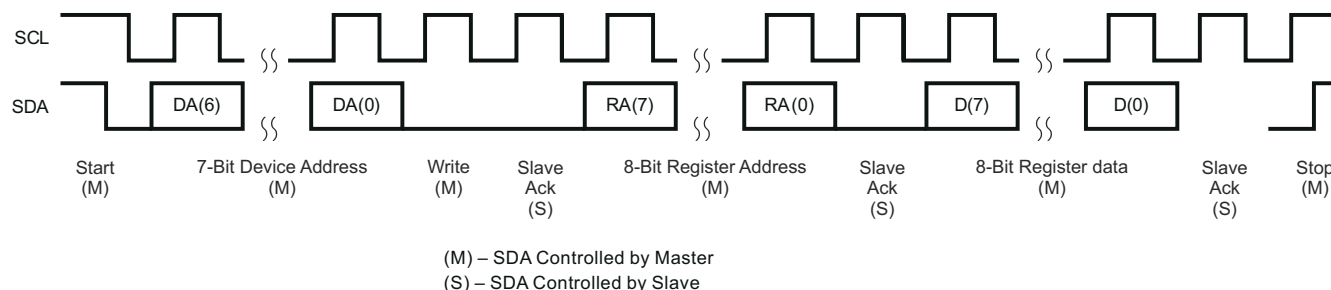 SCL
SDA
DA(6)
DA(0)
RA(7)
RA(0)
D(7)
D(0)
Start
(M)
7-Bit Device Address
(M)
Write
(M)
Slave
Ack
(S)
8-Bit Register Address
(M)
Slave
Ack
(S)
8-Bit Register data
(M)
Slave
Ack
(S)
Stop
(M)
(M) – SDA Controlled by Master
(S) – SDA Controlled by Slave